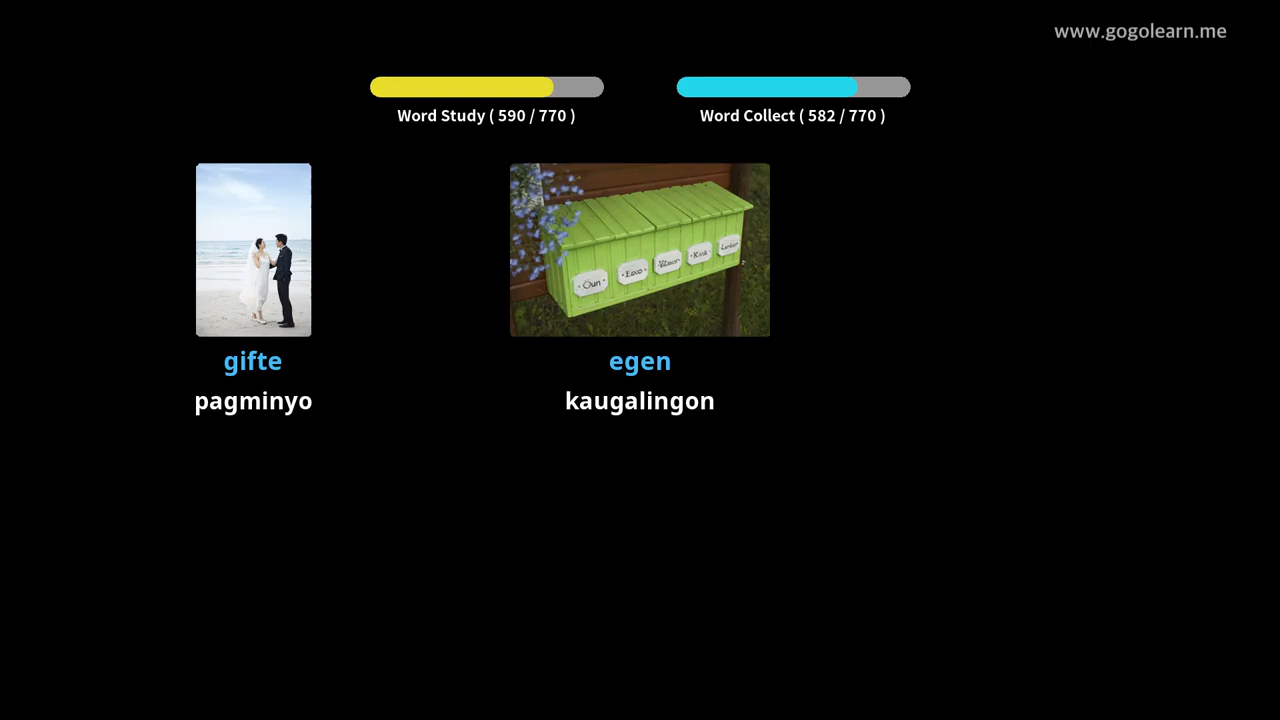 www.gogolearn.me
Word Study ( 590 / 770 )
Word Collect ( 582 / 770 )
gifte
egen
pagminyo
kaugalingon